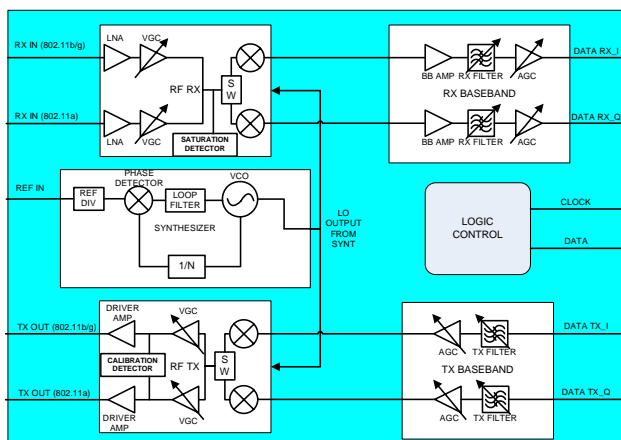 RX IN (802.11b/g)
LNA
VGC
RF RX
S
W
RX IN (802.11a)
LNA
VGC
SATURATION
DETECTOR
BB AMP
RX FILTER
AGC
DATA RX_I
RX BASEBAND
DATA RX_Q
BB AMP
RX FILTER
AGC
REF IN
REF
DIV
PHASE
DETECTOR
LOOP
FILTER
VCO
SYNTHESIZER
1/N
LO
OUTPUT
FROM
SYNT
LOGIC
CONTROL
CLOCK
DATA
TX OUT (802.11b/g)
DRIVER
AMP
VGC
CALIBRATION
DETECTOR
RF TX
S
W
TX OUT (802.11a)
DRIVER
AMP
VGC
AGC
TX FILTER
DATA TX_I
TX BASEBAND
DATA TX_Q
AGC
TX FILTER